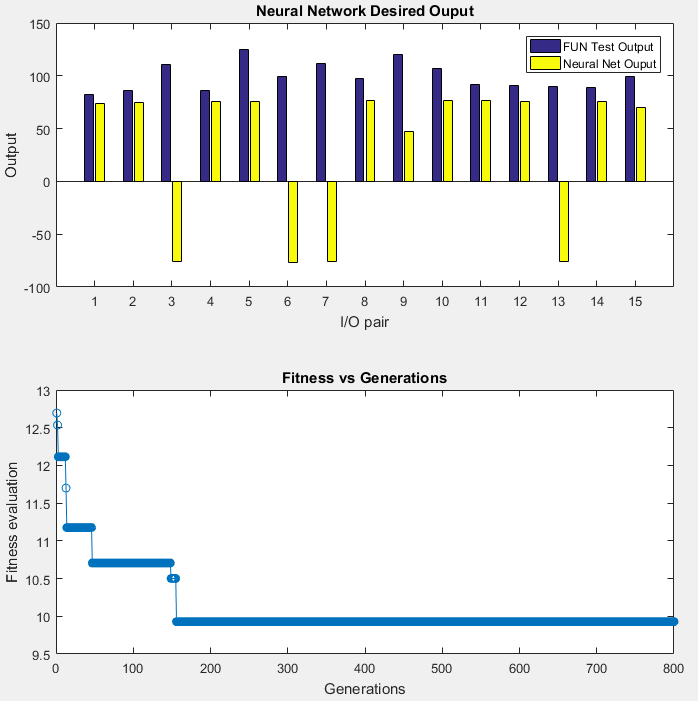 Neural Network Desired Ouput
150
100
50
0
-50
-100
Output
FUN Test Output
Neural Net Ouput
1 2 3 4 5 6 7 8 9 10 11 12 13 14 15
I/O pair
Fitness vs Generations
13
12.5
12
11.5
11
10.5
10
9.5
Fitness evaluation
0 100 200 300 400 500 600 700 800
Generations